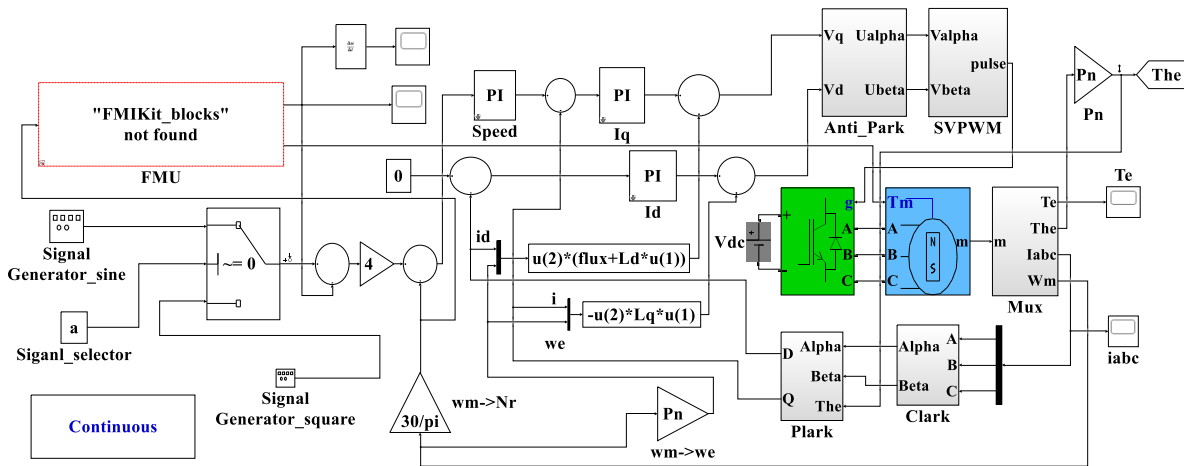 "FMIKit_blocks"
not found
FMU
PI
Speed
PI
Iq
Vq
Vd
Ualpha
Ubeta
Anti_Park
Valpha
Vbeta
pulse
SVPWM
Pn
Pn
The
0
PI
Id
Te
Signal
Generator_sine
~= 0
4
id
u(2)*(flux+Ld*u(1))
Vdc
+
g
A
B
C
Tm
A
B
C
N
S
m
Te
The
Iabc
Wm
Mux
i
we
-u(2)*Lq*u(1)
a
Siganl_selector
iabc
D
Q
Alpha
Beta
The
Plark
Alpha
Beta
A
B
C
Clark
Signal
Generator_square
30/pi
wm->Nr
Pn
wm->we
Continuous